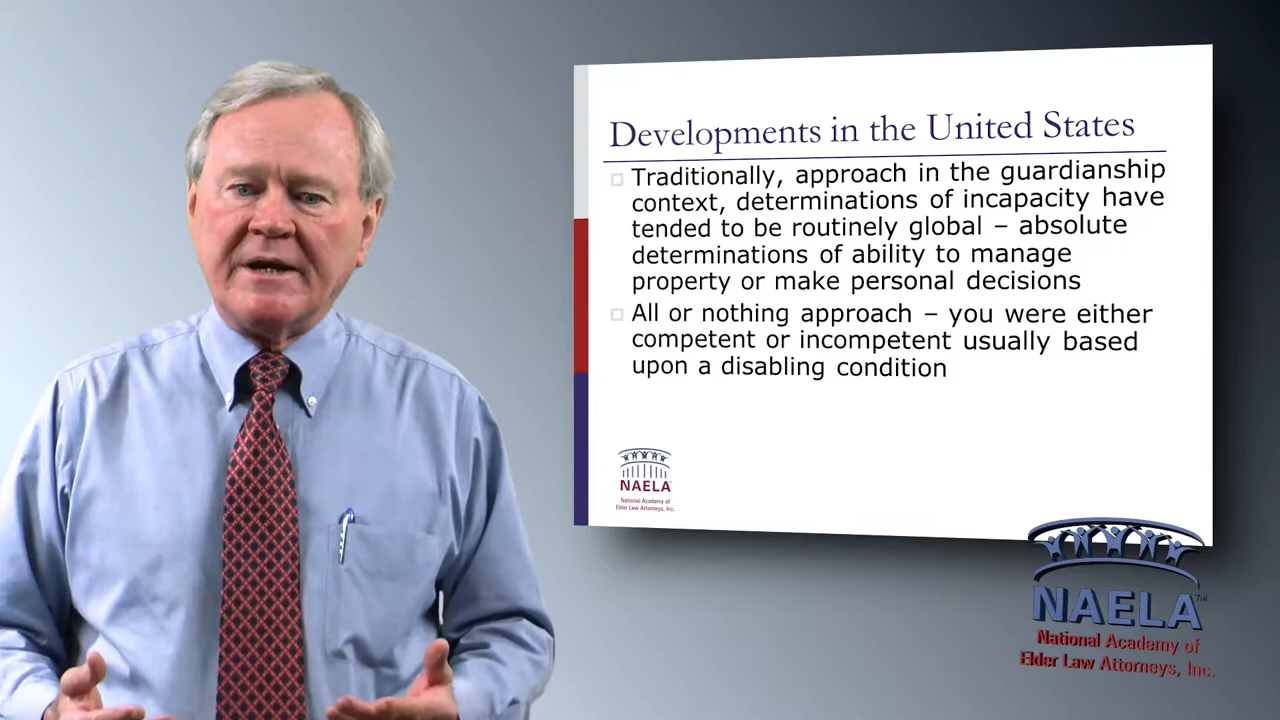 Developments in the United States
Traditionally, approach in the guardianship
context, determinations of incapacity have
tended to be routinely global – absolute
determinations of ability to manage
property or make personal decisions
All or nothing approach – you were either
competent or incompetent usually based
upon a disabling condition
NAELA
National Academy of
Elder Law Attorneys, Inc.
NAELA™
National Academy of
Elder Law Attorneys, Inc.